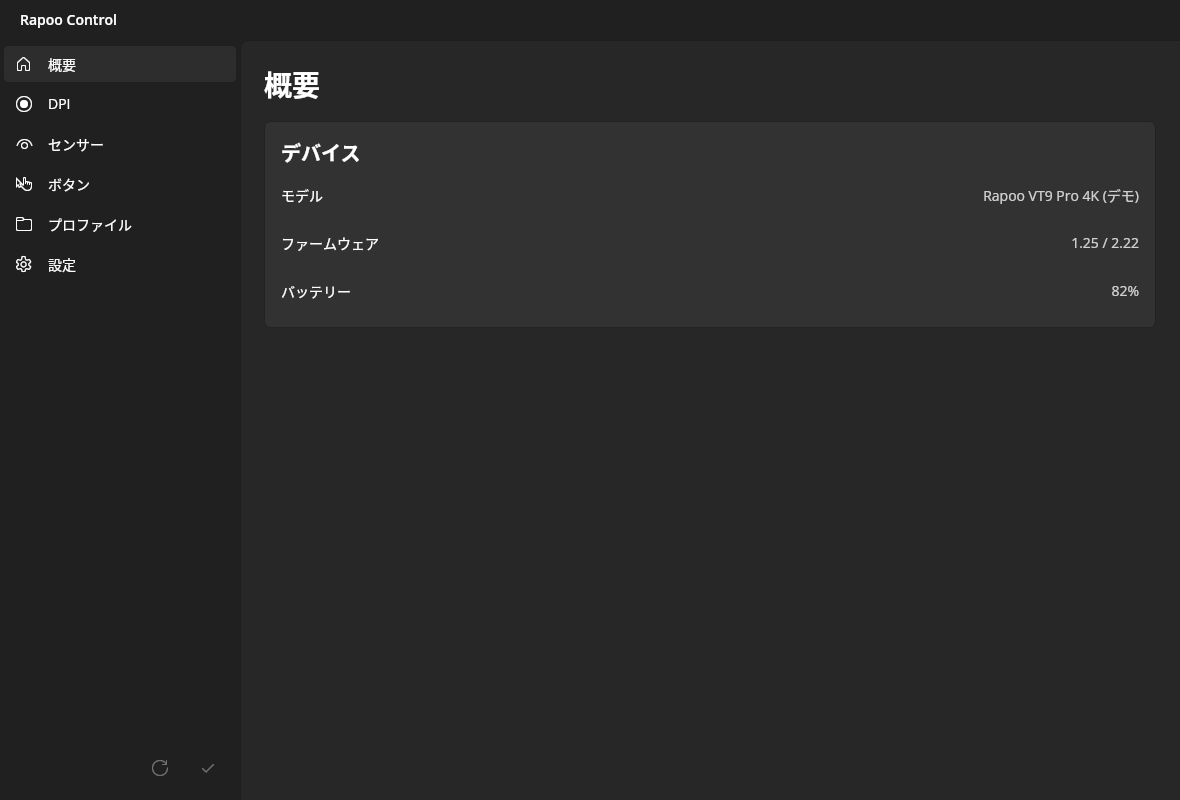 Rapoo Control
概要
DPI
センサー
ボタン
プロファイル
設定
概要
デバイス
モデル Rapoo VT9 Pro 4K (デモ)
ファームウェア 1.25 / 2.22
バッテリー 82%